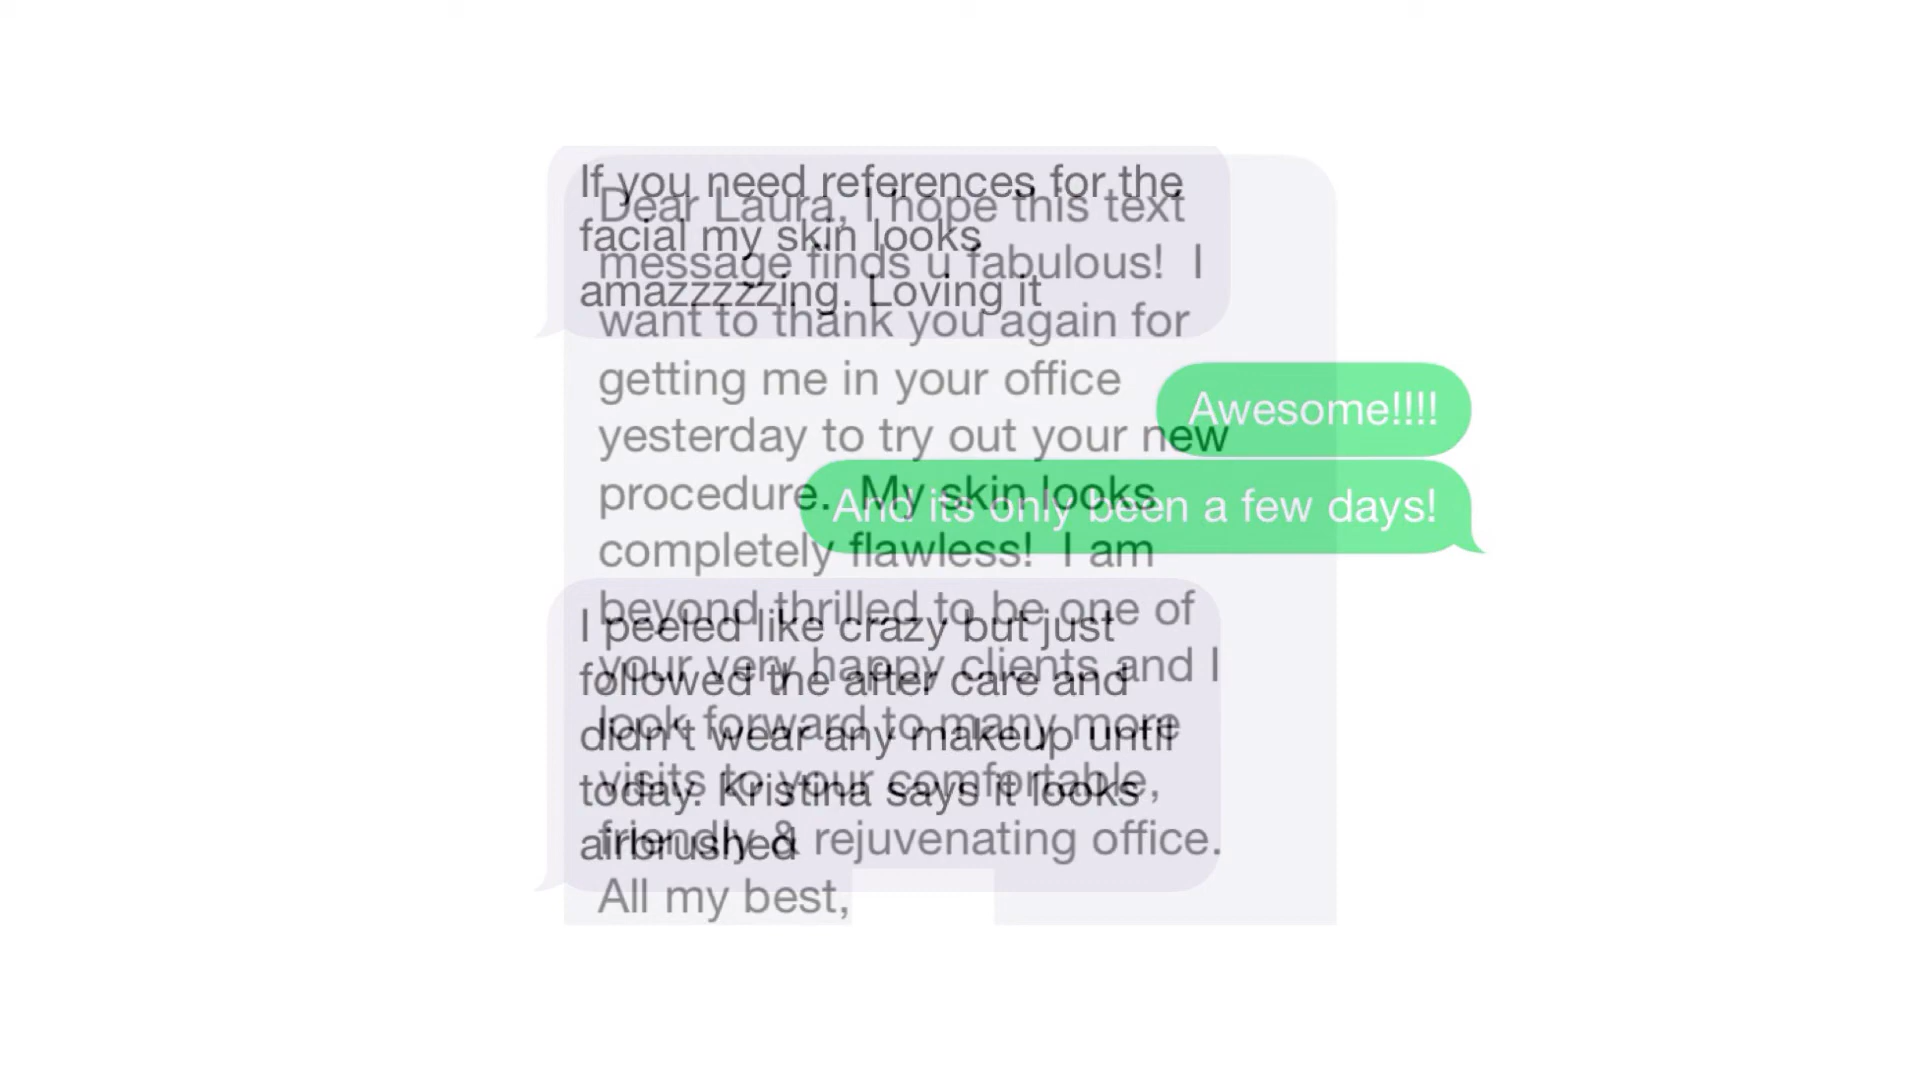 If you need references for the
facial my skin looks
amazzzzzing. Loving it
Awesome!!!!
And its only been a few days!
I peeled like crazy but just
followed the after care and
didn't wear any makeup until
today. Kristina says it looks
airbrushed
Dear Laura, I hope this text
message finds u fabulous!  I
want to thank you again for
getting me in your office
yesterday to try out your new
procedure.  My skin looks
completely flawless!  I am
beyond thrilled to be one of
your very happy clients and I
look forward to many more
visits to your comfortable,
friendly & rejuvenating office.
All my best,